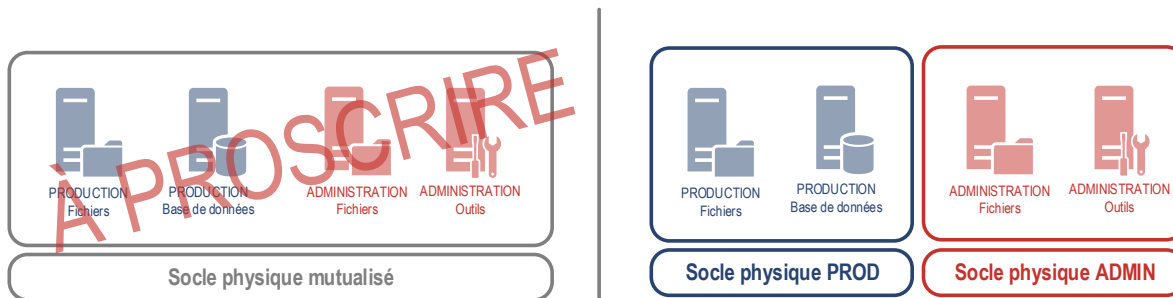 À PROSCRIRE
PRODUCTION
Fichiers
PRODUCTION
Base de données
ADMINISTRATION
Fichiers
ADMINISTRATION
Outils
Socle physique mutualisé
PRODUCTION
Fichiers
PRODUCTION
Base de données
ADMINISTRATION
Fichiers
ADMINISTRATION
Outils
Socle physique PROD
Socle physique ADMIN